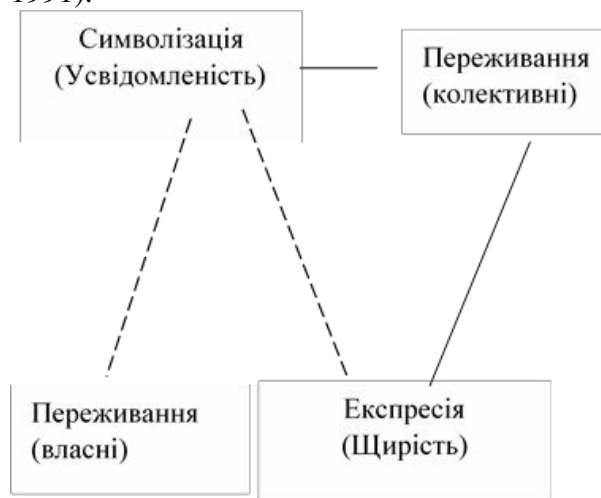 1991).
Символізація
(Усвідомленість)
Переживання
(колективні)
Переживання
(власні)
Експресія
(Щирість)